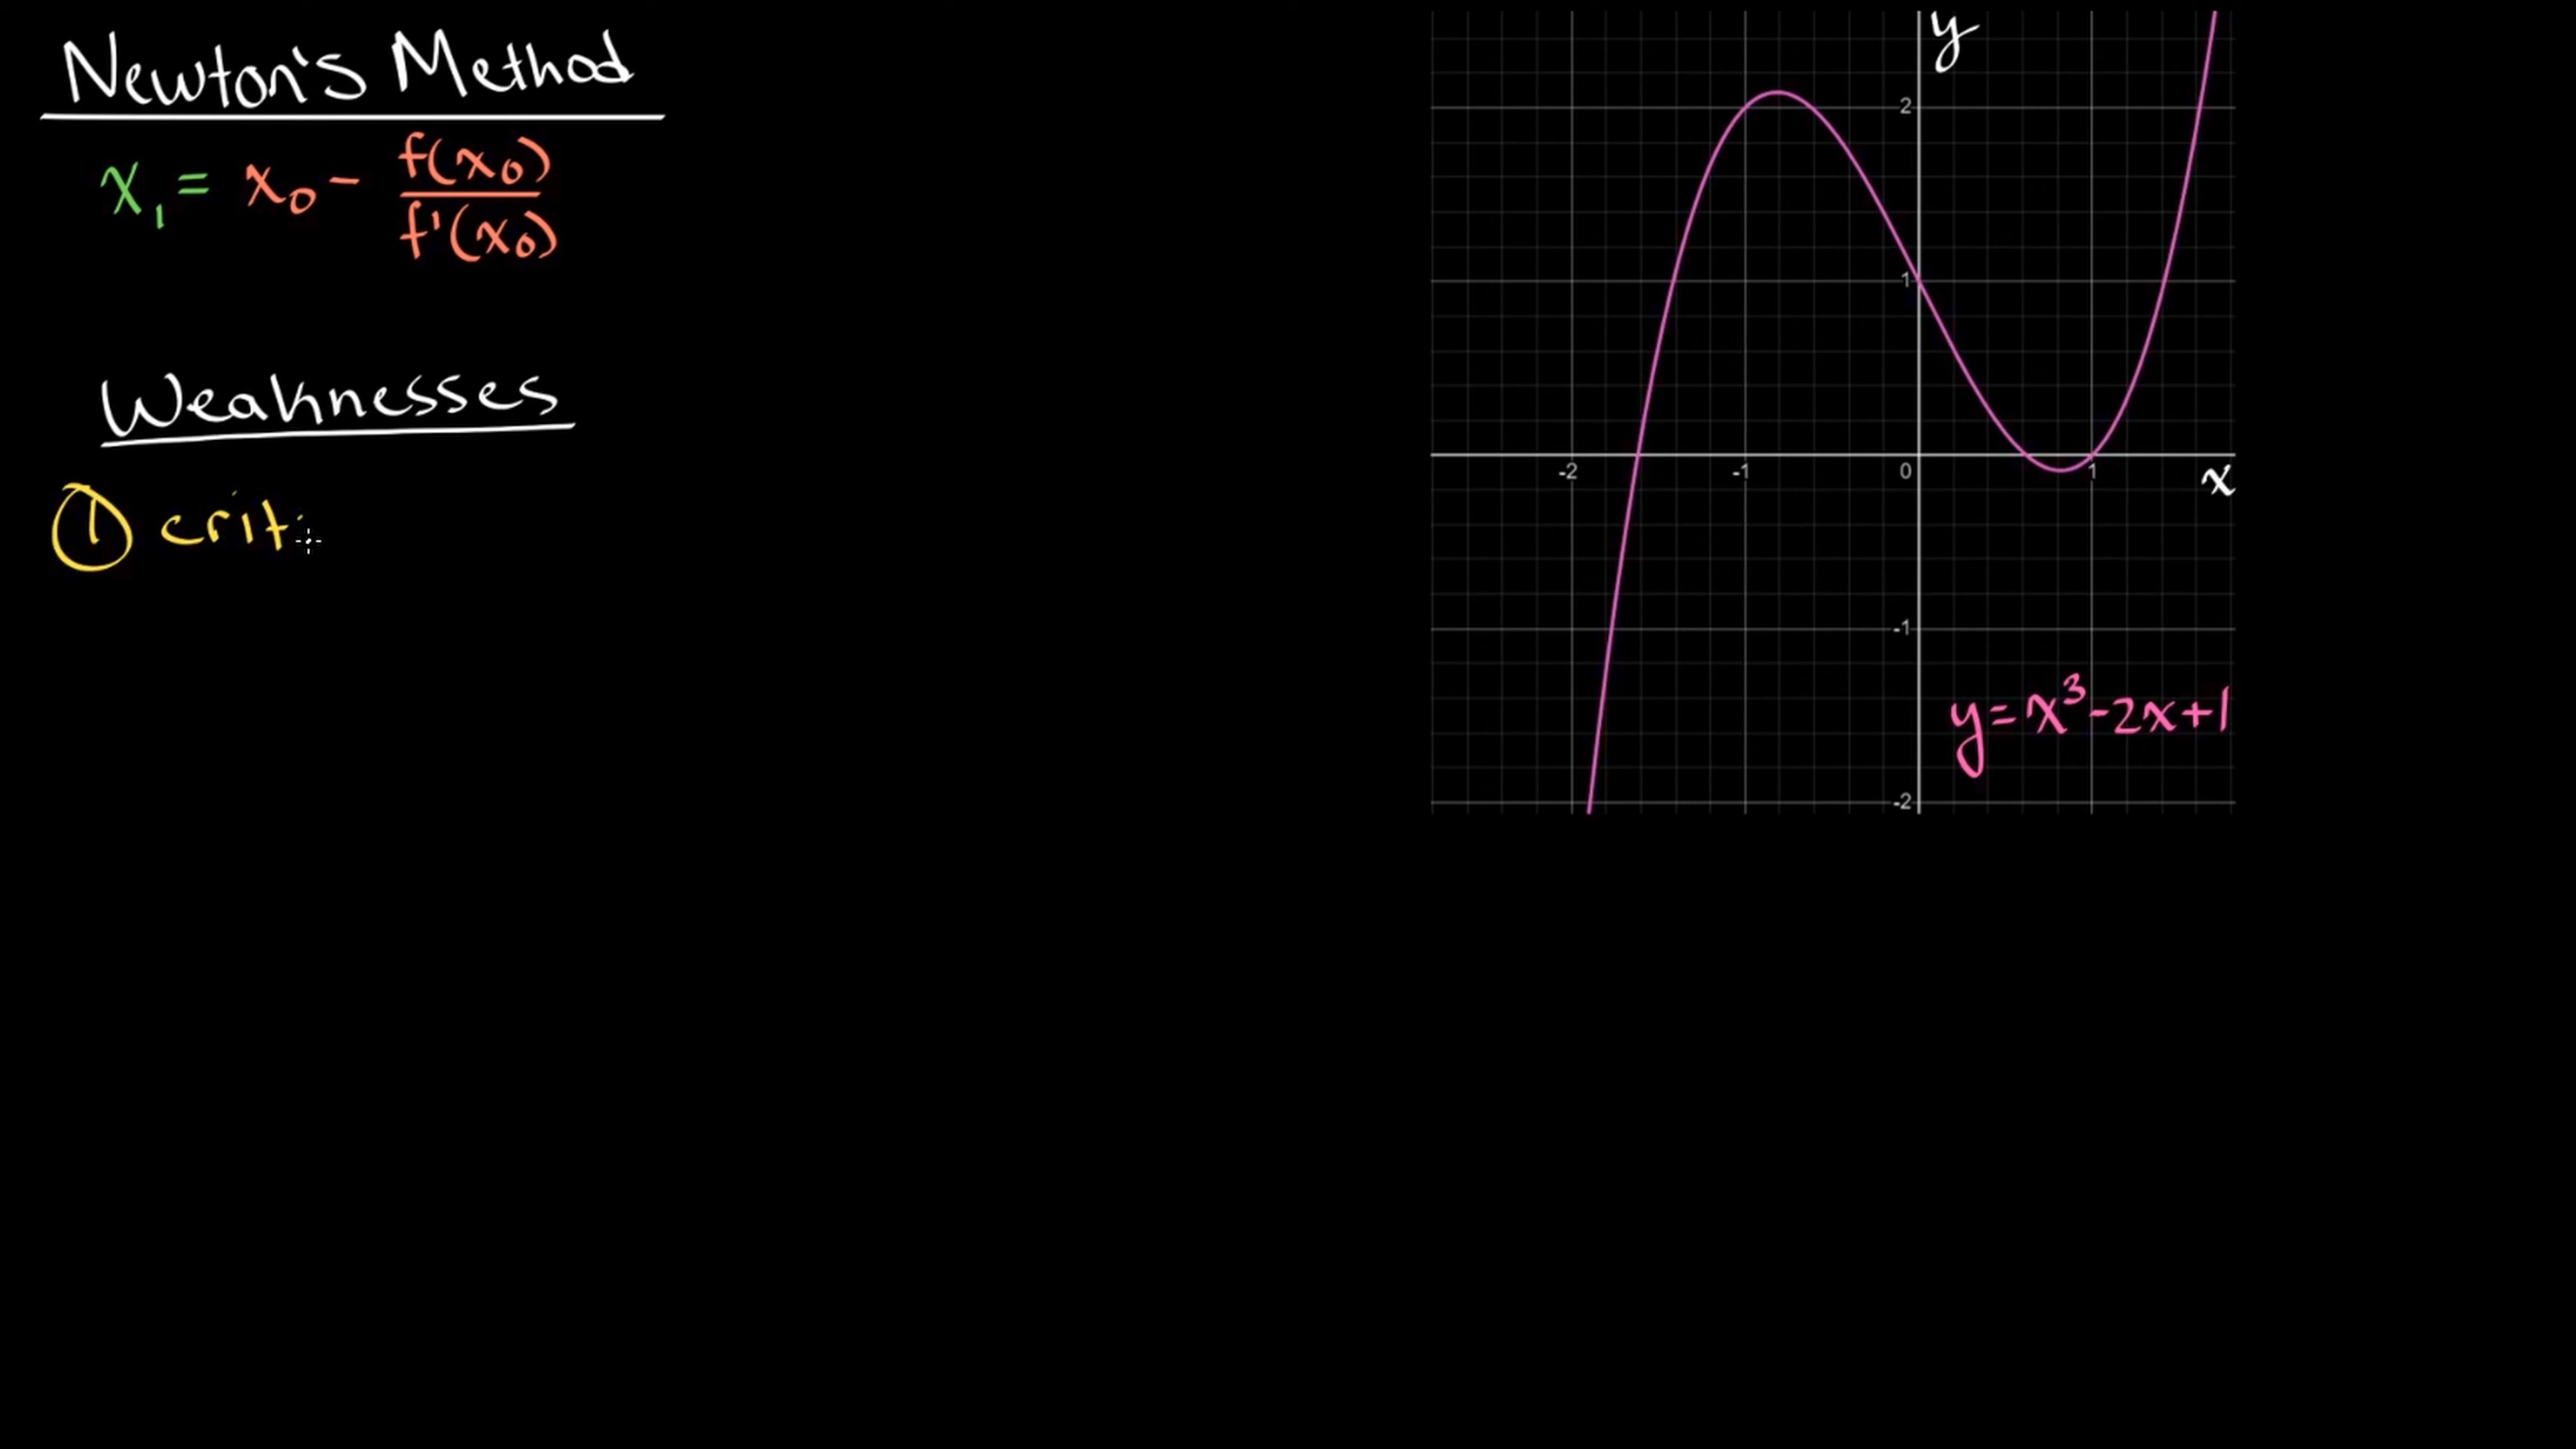 Newton's Method
x₁ = x₀ - f(x₀)/f'(x₀)
Weaknesses
① crit
y
2
1
-2 -1 0 1 x
-1
y=x³-2x+1
-2